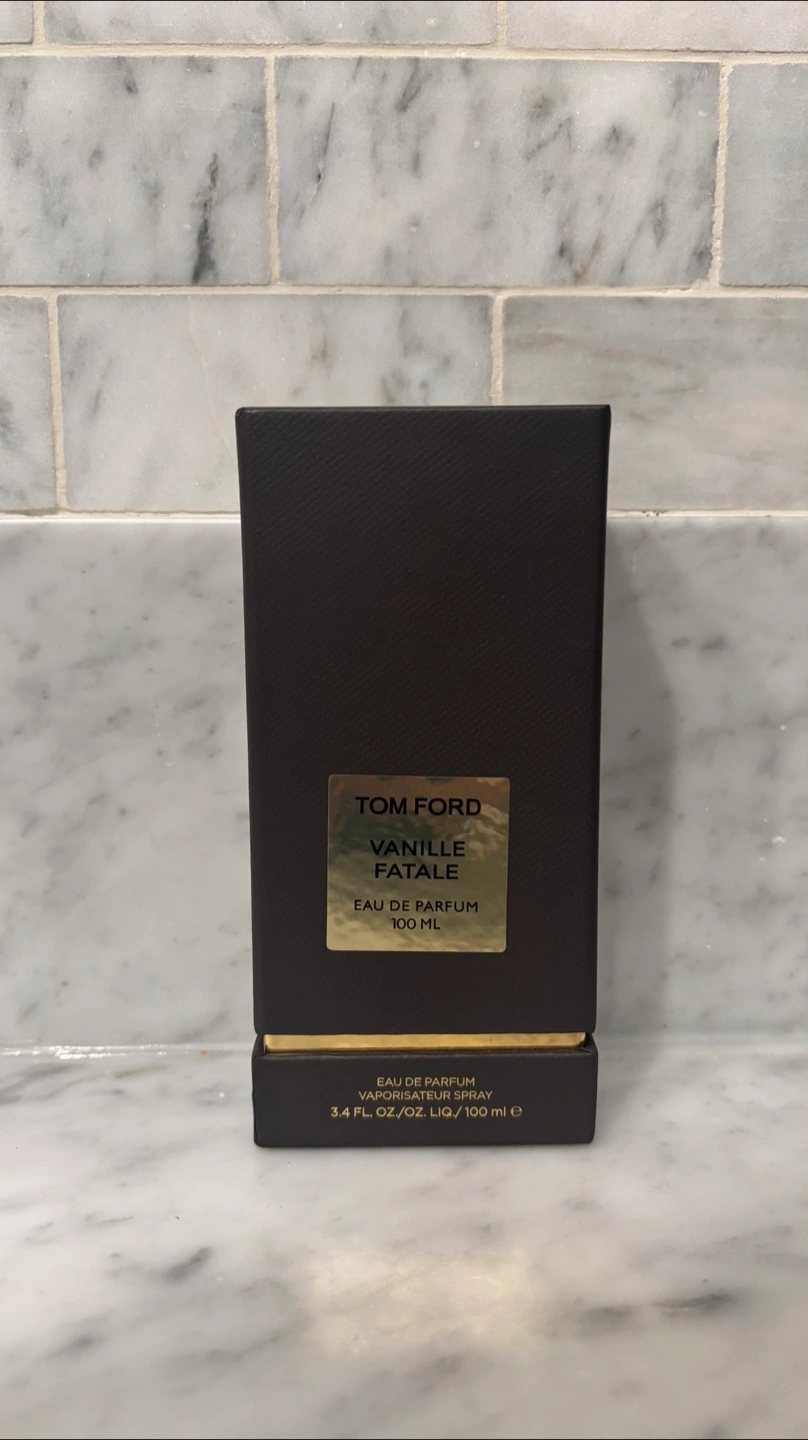 TOM FORD
VANILLE
FATALE
EAU DE PARFUM
100 ML
EAU DE PARFUM
VAPORISATEUR SPRAY
3.4 FL. OZ./OZ. LIQ./ 100 ml ℮